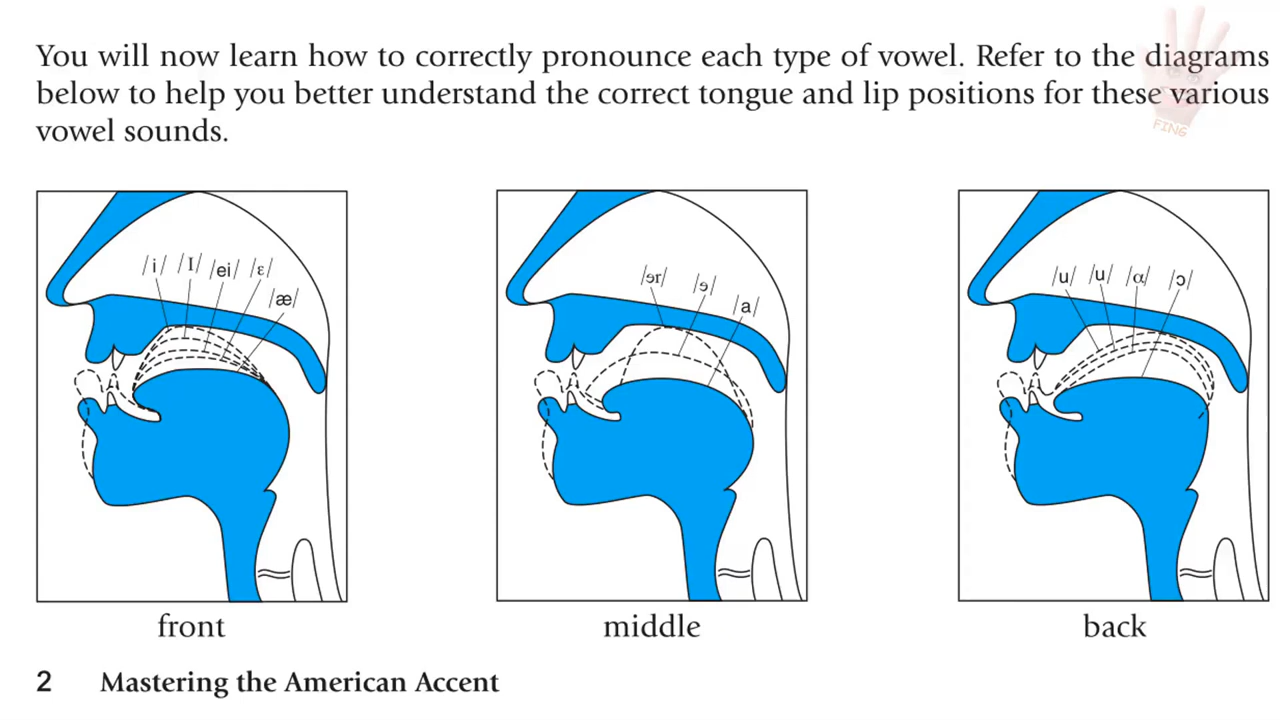 You will now learn how to correctly pronounce each type of vowel. Refer to the diagrams
below to help you better understand the correct tongue and lip positions for these various
vowel sounds.
FING
/i/ /ɪ/ /ei/ /ɛ/
/æ/
/ɘr/ /ɘ/
/a/
/u/ /u/ /ɑ/ /ɔ/
front middle back
2 Mastering the American Accent